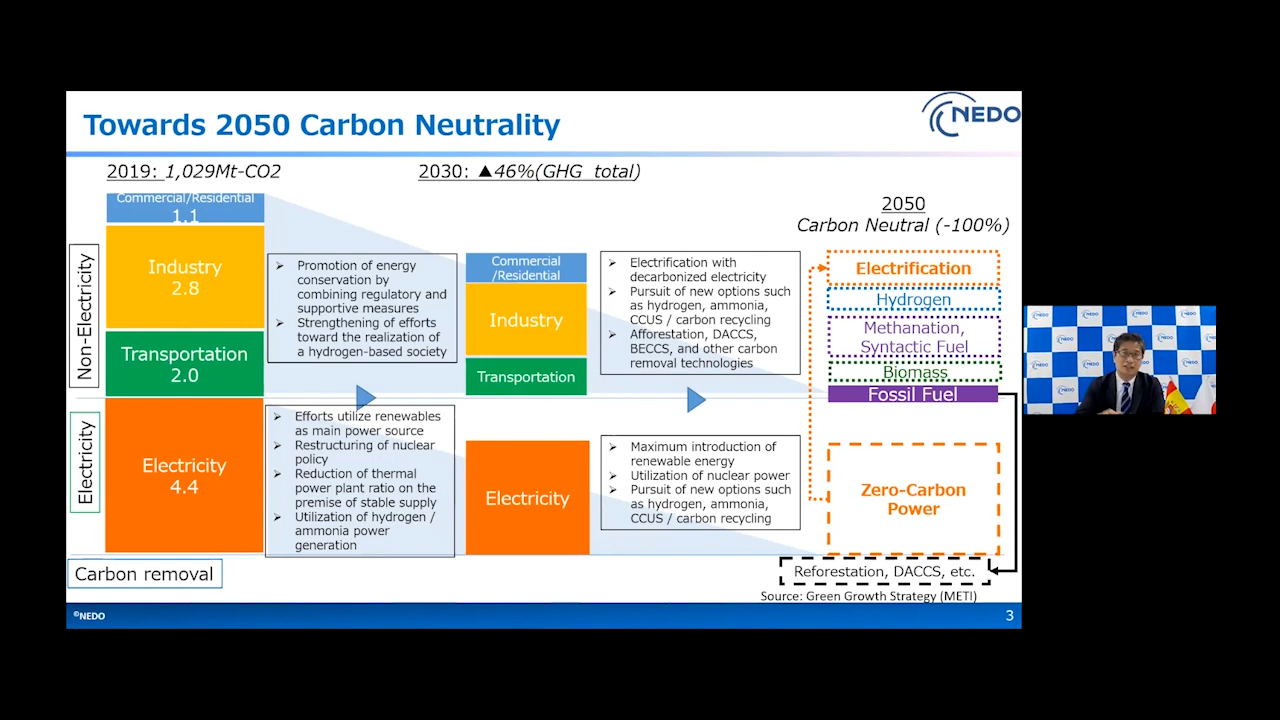 Towards 2050 Carbon Neutrality
NEDO
2019: 1,029Mt-CO2
2030: ▲46%(GHG total)
2050
Carbon Neutral (-100%)
Non-Electricity
Commercial/Residential
1.1
Industry
2.8
Transportation
2.0
➢ Promotion of energy
conservation by
combining regulatory and
supportive measures
➢ Strengthening of efforts
toward the realization of
a hydrogen-based society
Commercial
/Residential
Industry
Transportation
➢ Electrification with
decarbonized electricity
➢ Pursuit of new options such
as hydrogen, ammonia,
CCUS / carbon recycling
➢ Afforestation, DACCS,
BECCS, and other carbon
removal technologies
Electrification
Hydrogen
Methanation,
Syntactic Fuel
Biomass
Fossil Fuel
Electricity
Electricity
4.4
➢ Efforts utilize renewables
as main power source
➢ Restructuring of nuclear
policy
➢ Reduction of thermal
power plant ratio on the
premise of stable supply
➢ Utilization of hydrogen /
ammonia power
generation
Electricity
➢ Maximum introduction of
renewable energy
➢ Utilization of nuclear power
➢ Pursuit of new options such
as hydrogen, ammonia,
CCUS / carbon recycling
Zero-Carbon
Power
Carbon removal
Reforestation, DACCS, etc.
Source: Green Growth Strategy (METI)
©NEDO
3